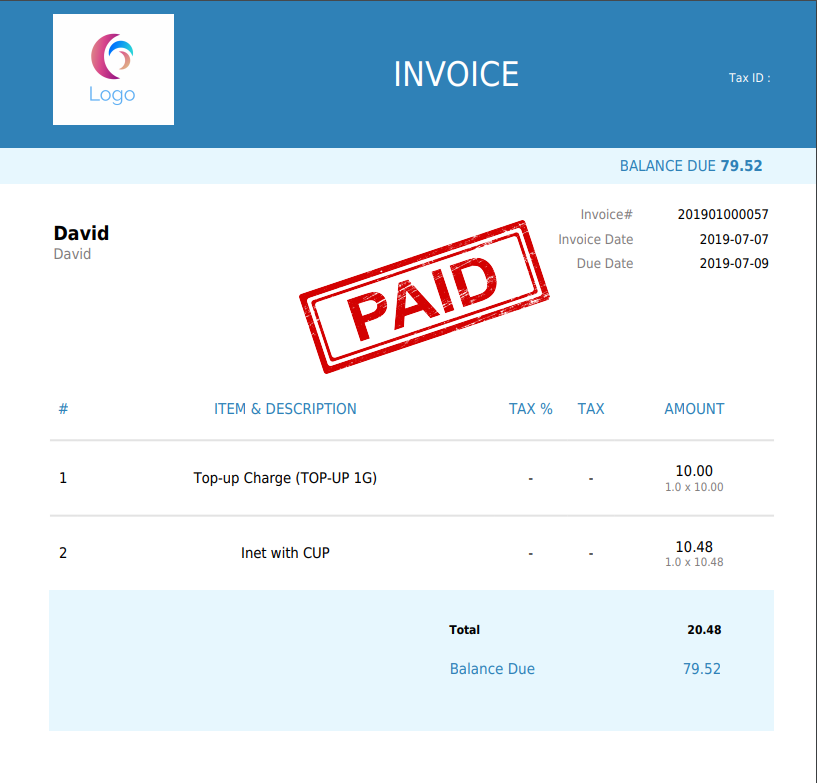 Logo
INVOICE
Tax ID :
BALANCE DUE 79.52
David
David
Invoice# 201901000057
Invoice Date 2019-07-07
Due Date 2019-07-09
PAID
# ITEM & DESCRIPTION TAX % TAX AMOUNT
1 Top-up Charge (TOP-UP 1G) - - 10.00
1.0 x 10.00
2 Inet with CUP - - 10.48
1.0 x 10.48
Total 20.48
Balance Due 79.52